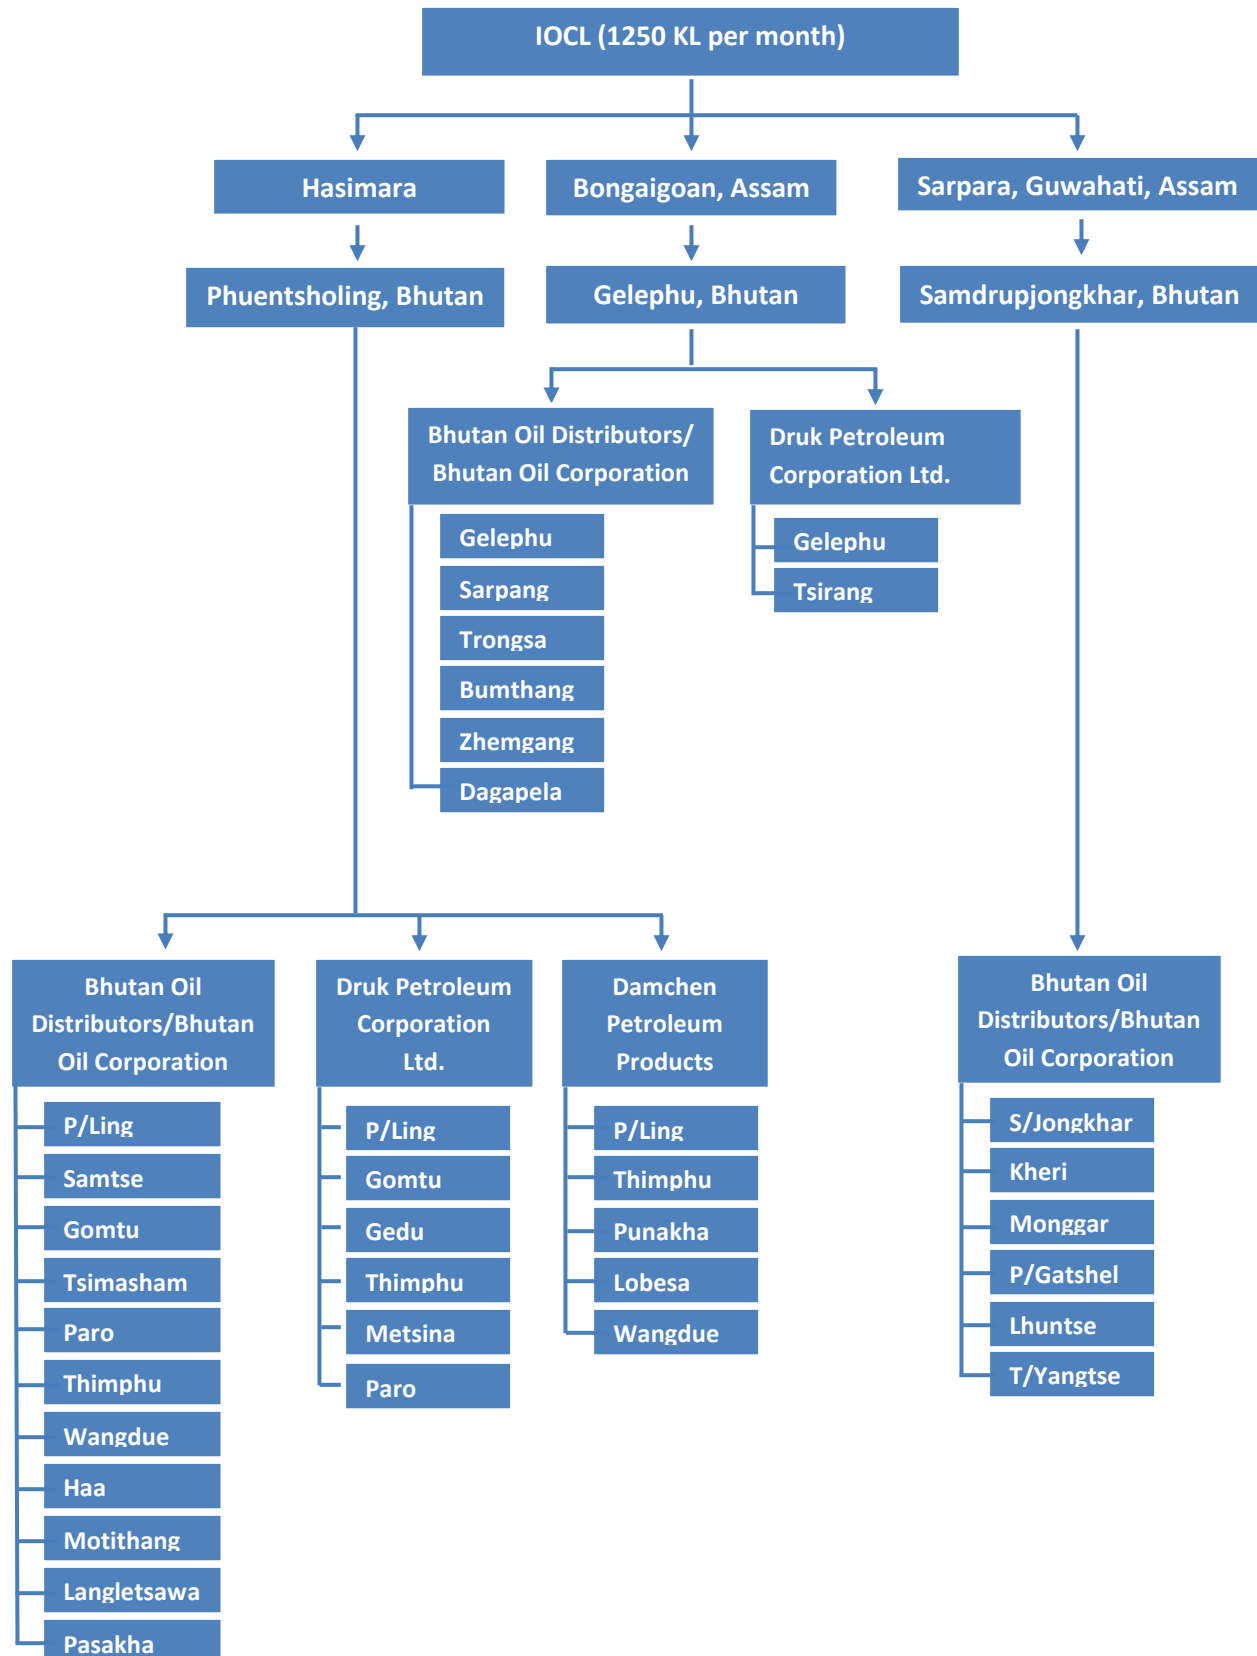 IOCL (1250 KL per month)
Hasimara
Bongaigoan, Assam
Sarpara, Guwahati, Assam
Phuentsholing, Bhutan
Gelephu, Bhutan
Samdrupjongkhar, Bhutan
Bhutan Oil Distributors/
Bhutan Oil Corporation
Gelephu
Sarpang
Trongsa
Bumthang
Zhemgang
Dagapela
Druk Petroleum
Corporation Ltd.
Gelephu
Tsirang
Bhutan Oil
Distributors/Bhutan
Oil Corporation
P/Ling
Samtse
Gomtu
Tsimasham
Paro
Thimphu
Wangdue
Haa
Motithang
Langletsawa
Pasakha
Druk Petroleum
Corporation
Ltd.
P/Ling
Gomtu
Gedu
Thimphu
Metsina
Paro
Damchen
Petroleum
Products
P/Ling
Thimphu
Punakha
Lobesa
Wangdue
Bhutan Oil
Distributors/Bhutan
Oil Corporation
S/Jongkhar
Kheri
Monggar
P/Gatshel
Lhuntse
T/Yangtse